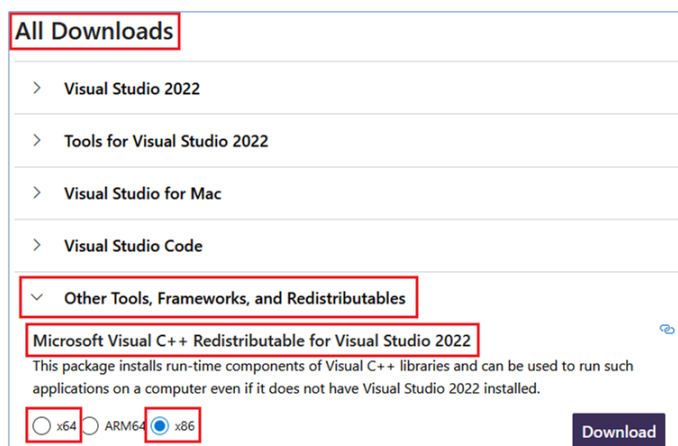 All Downloads
Visual Studio 2022
Tools for Visual Studio 2022
Visual Studio for Mac
Visual Studio Code
Other Tools, Frameworks, and Redistributables
Microsoft Visual C++ Redistributable for Visual Studio 2022
This package installs run-time components of Visual C++ libraries and can be used to run such
applications on a computer even if it does not have Visual Studio 2022 installed.
x64 ARM64 x86
Download